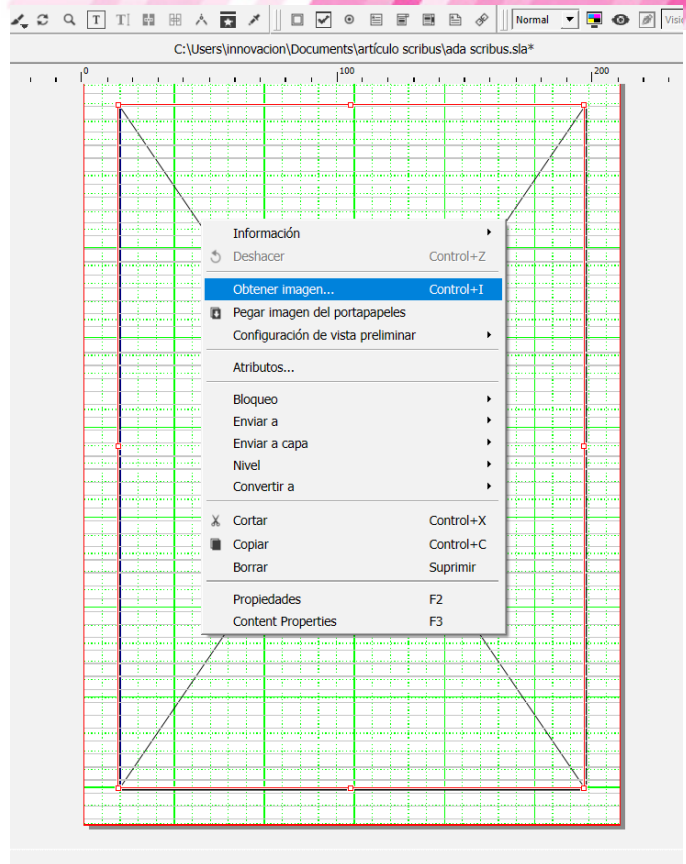 Normal
C:\Users\innovacion\Documents\artículo scribus\ada scribus.sla*
0 100 200
Información
Deshacer Control+Z
Obtener imagen... Control+I
Pegar imagen del portapapeles
Configuración de vista preliminar
Atributos...
Bloqueo
Enviar a
Enviar a capa
Nivel
Convertir a
Cortar Control+X
Copiar Control+C
Borrar Suprimir
Propiedades F2
Content Properties F3